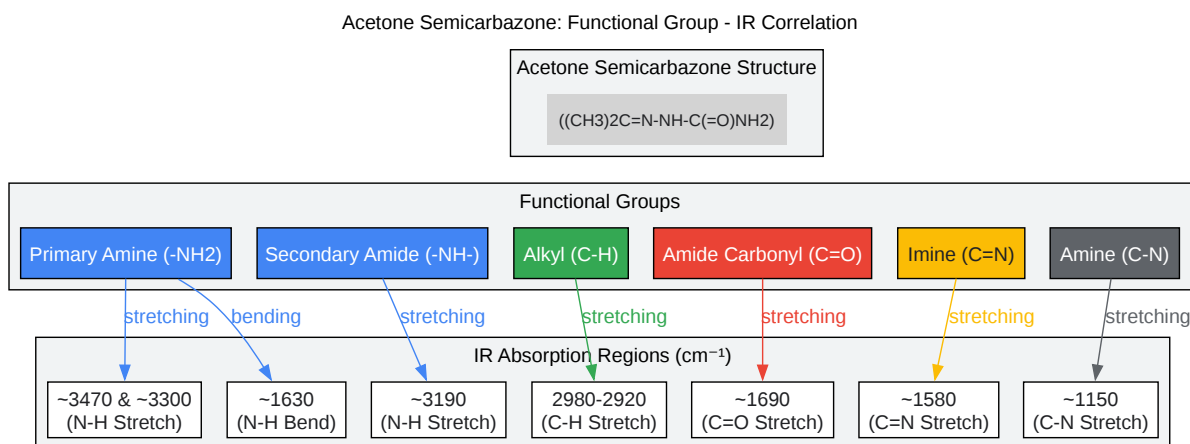 Acetone Semicarbazone: Functional Group - IR Correlation
Acetone Semicarbazone Structure
((CH3)2C=N-NH-C(=O)NH2)
Functional Groups
Primary Amine (-NH2)
Secondary Amide (-NH-)
Alkyl (C-H)
Amide Carbonyl (C=O)
Imine (C=N)
Amine (C-N)
stretching
bending
stretching
stretching
stretching
stretching
stretching
IR Absorption Regions (cm⁻¹)
~3470 & ~3300
(N-H Stretch)
~1630
(N-H Bend)
~3190
(N-H Stretch)
2980-2920
(C-H Stretch)
~1690
(C=O Stretch)
~1580
(C=N Stretch)
~1150
(C-N Stretch)